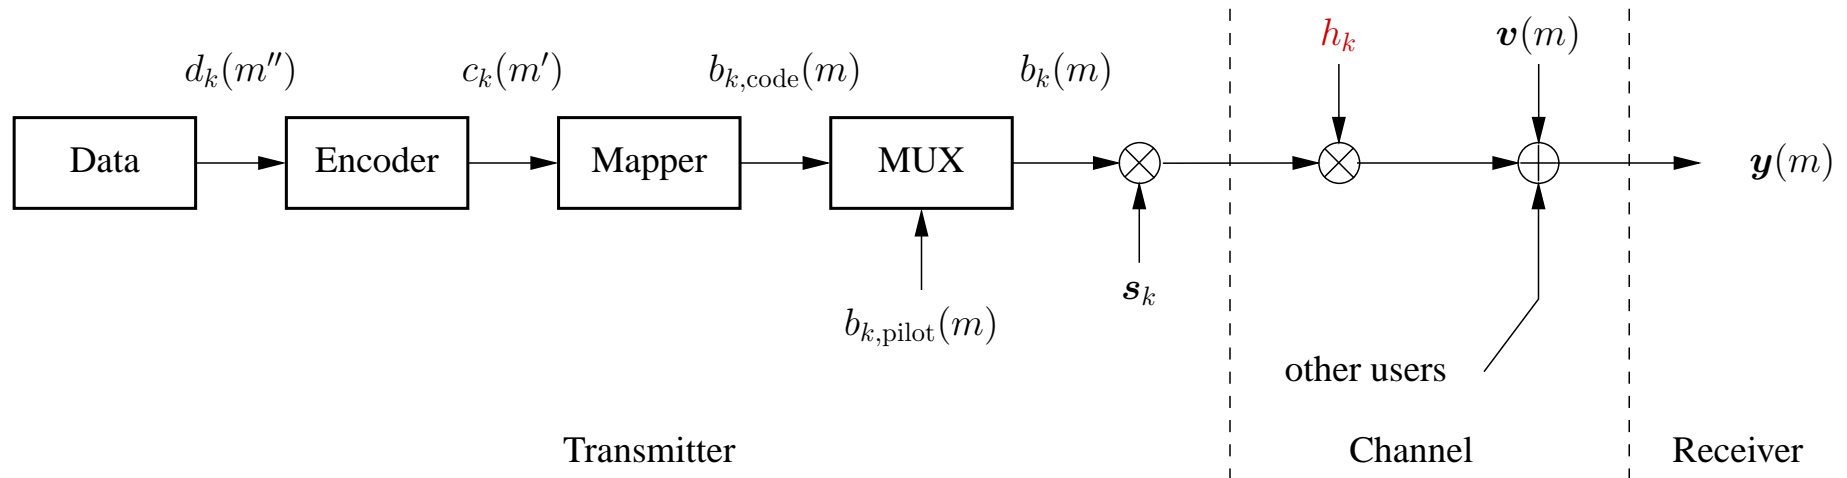 h_k v(m)
d_k(m'') c_k(m') b_{k,code}(m) b_k(m)
Data Encoder Mapper MUX y(m)
s_k
b_{k,pilot}(m)
other users
Transmitter Channel Receiver